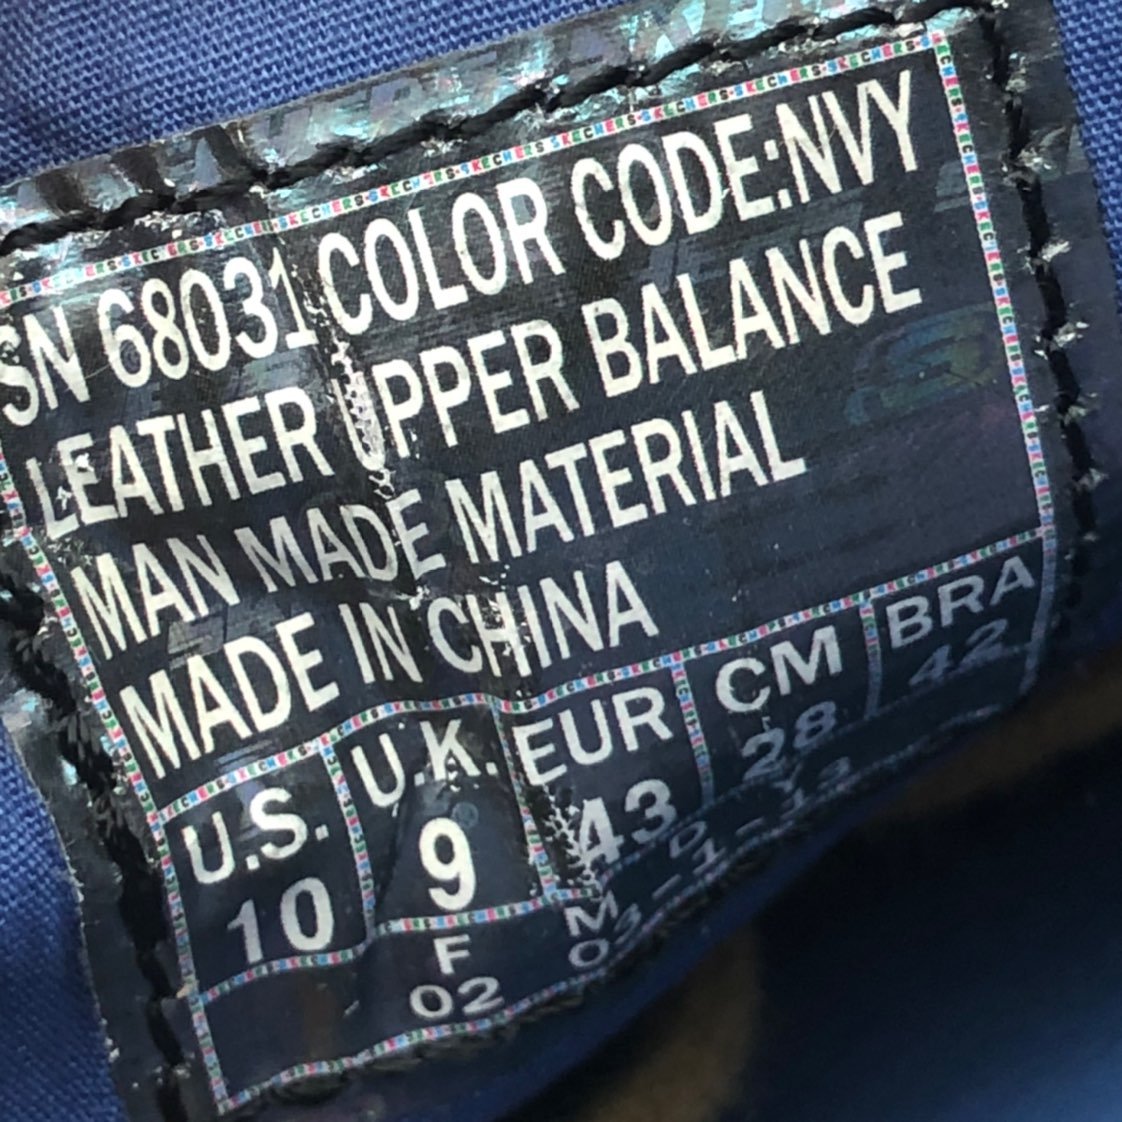 SN 68031 COLOR CODE:NVY
LEATHER UPPER BALANCE
MAN MADE MATERIAL
MADE IN CHINA
U.S. U.K. EUR CM BRA
10 9 43 28 42
F M D Y
02 03